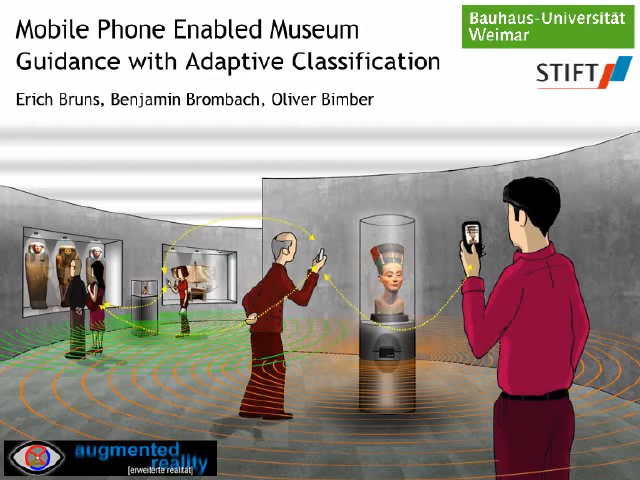 Mobile Phone Enabled Museum
Guidance with Adaptive Classification
Erich Bruns, Benjamin Brombach, Oliver Bimber
Bauhaus-Universität
Weimar
STIFT
augmented
reality
[erweiterte realität]